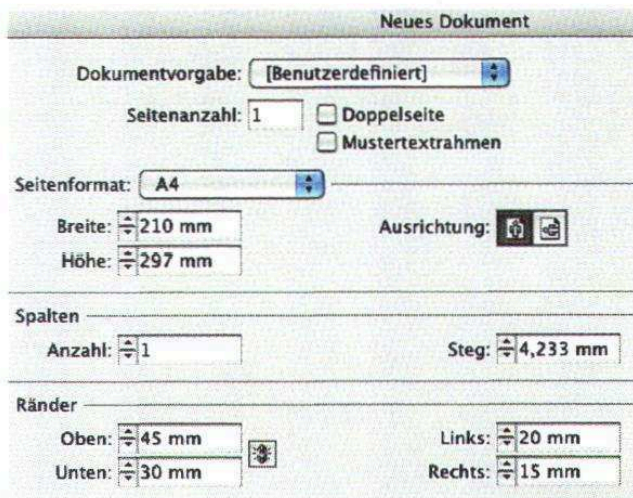 Neues Dokument
Dokumentvorgabe: [Benutzerdefiniert]
Seitenanzahl: 1 Doppelseite
Mustertextrahmen
Seitenformat: A4
Breite: 210 mm Ausrichtung:
Höhe: 297 mm
Spalten
Anzahl: 1 Steg: 4,233 mm
Ränder
Oben: 45 mm Links: 20 mm
Unten: 30 mm Rechts: 15 mm